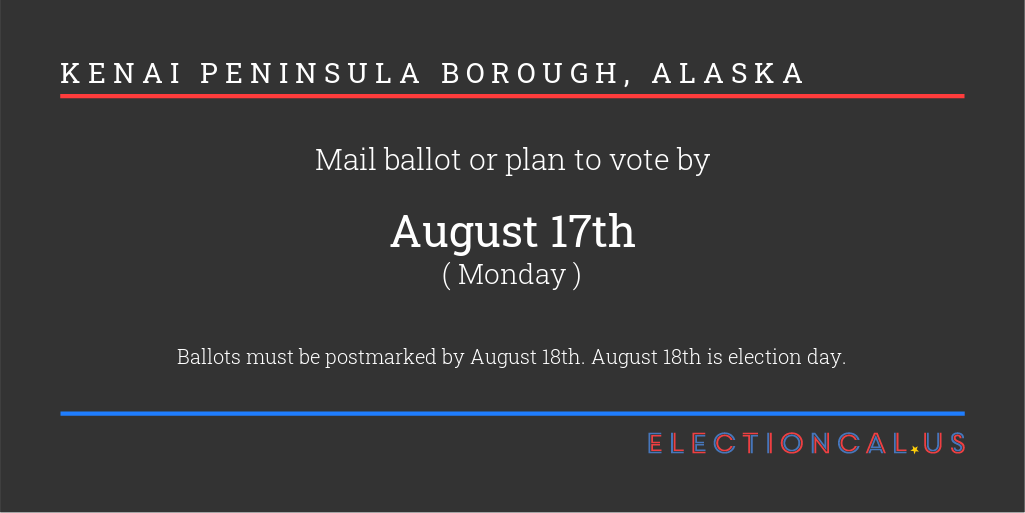 KENAI PENINSULA BOROUGH, ALASKA
Mail ballot or plan to vote by
August 17th
( Monday )
Ballots must be postmarked by August 18th. August 18th is election day.
ELECTIONCAL.US